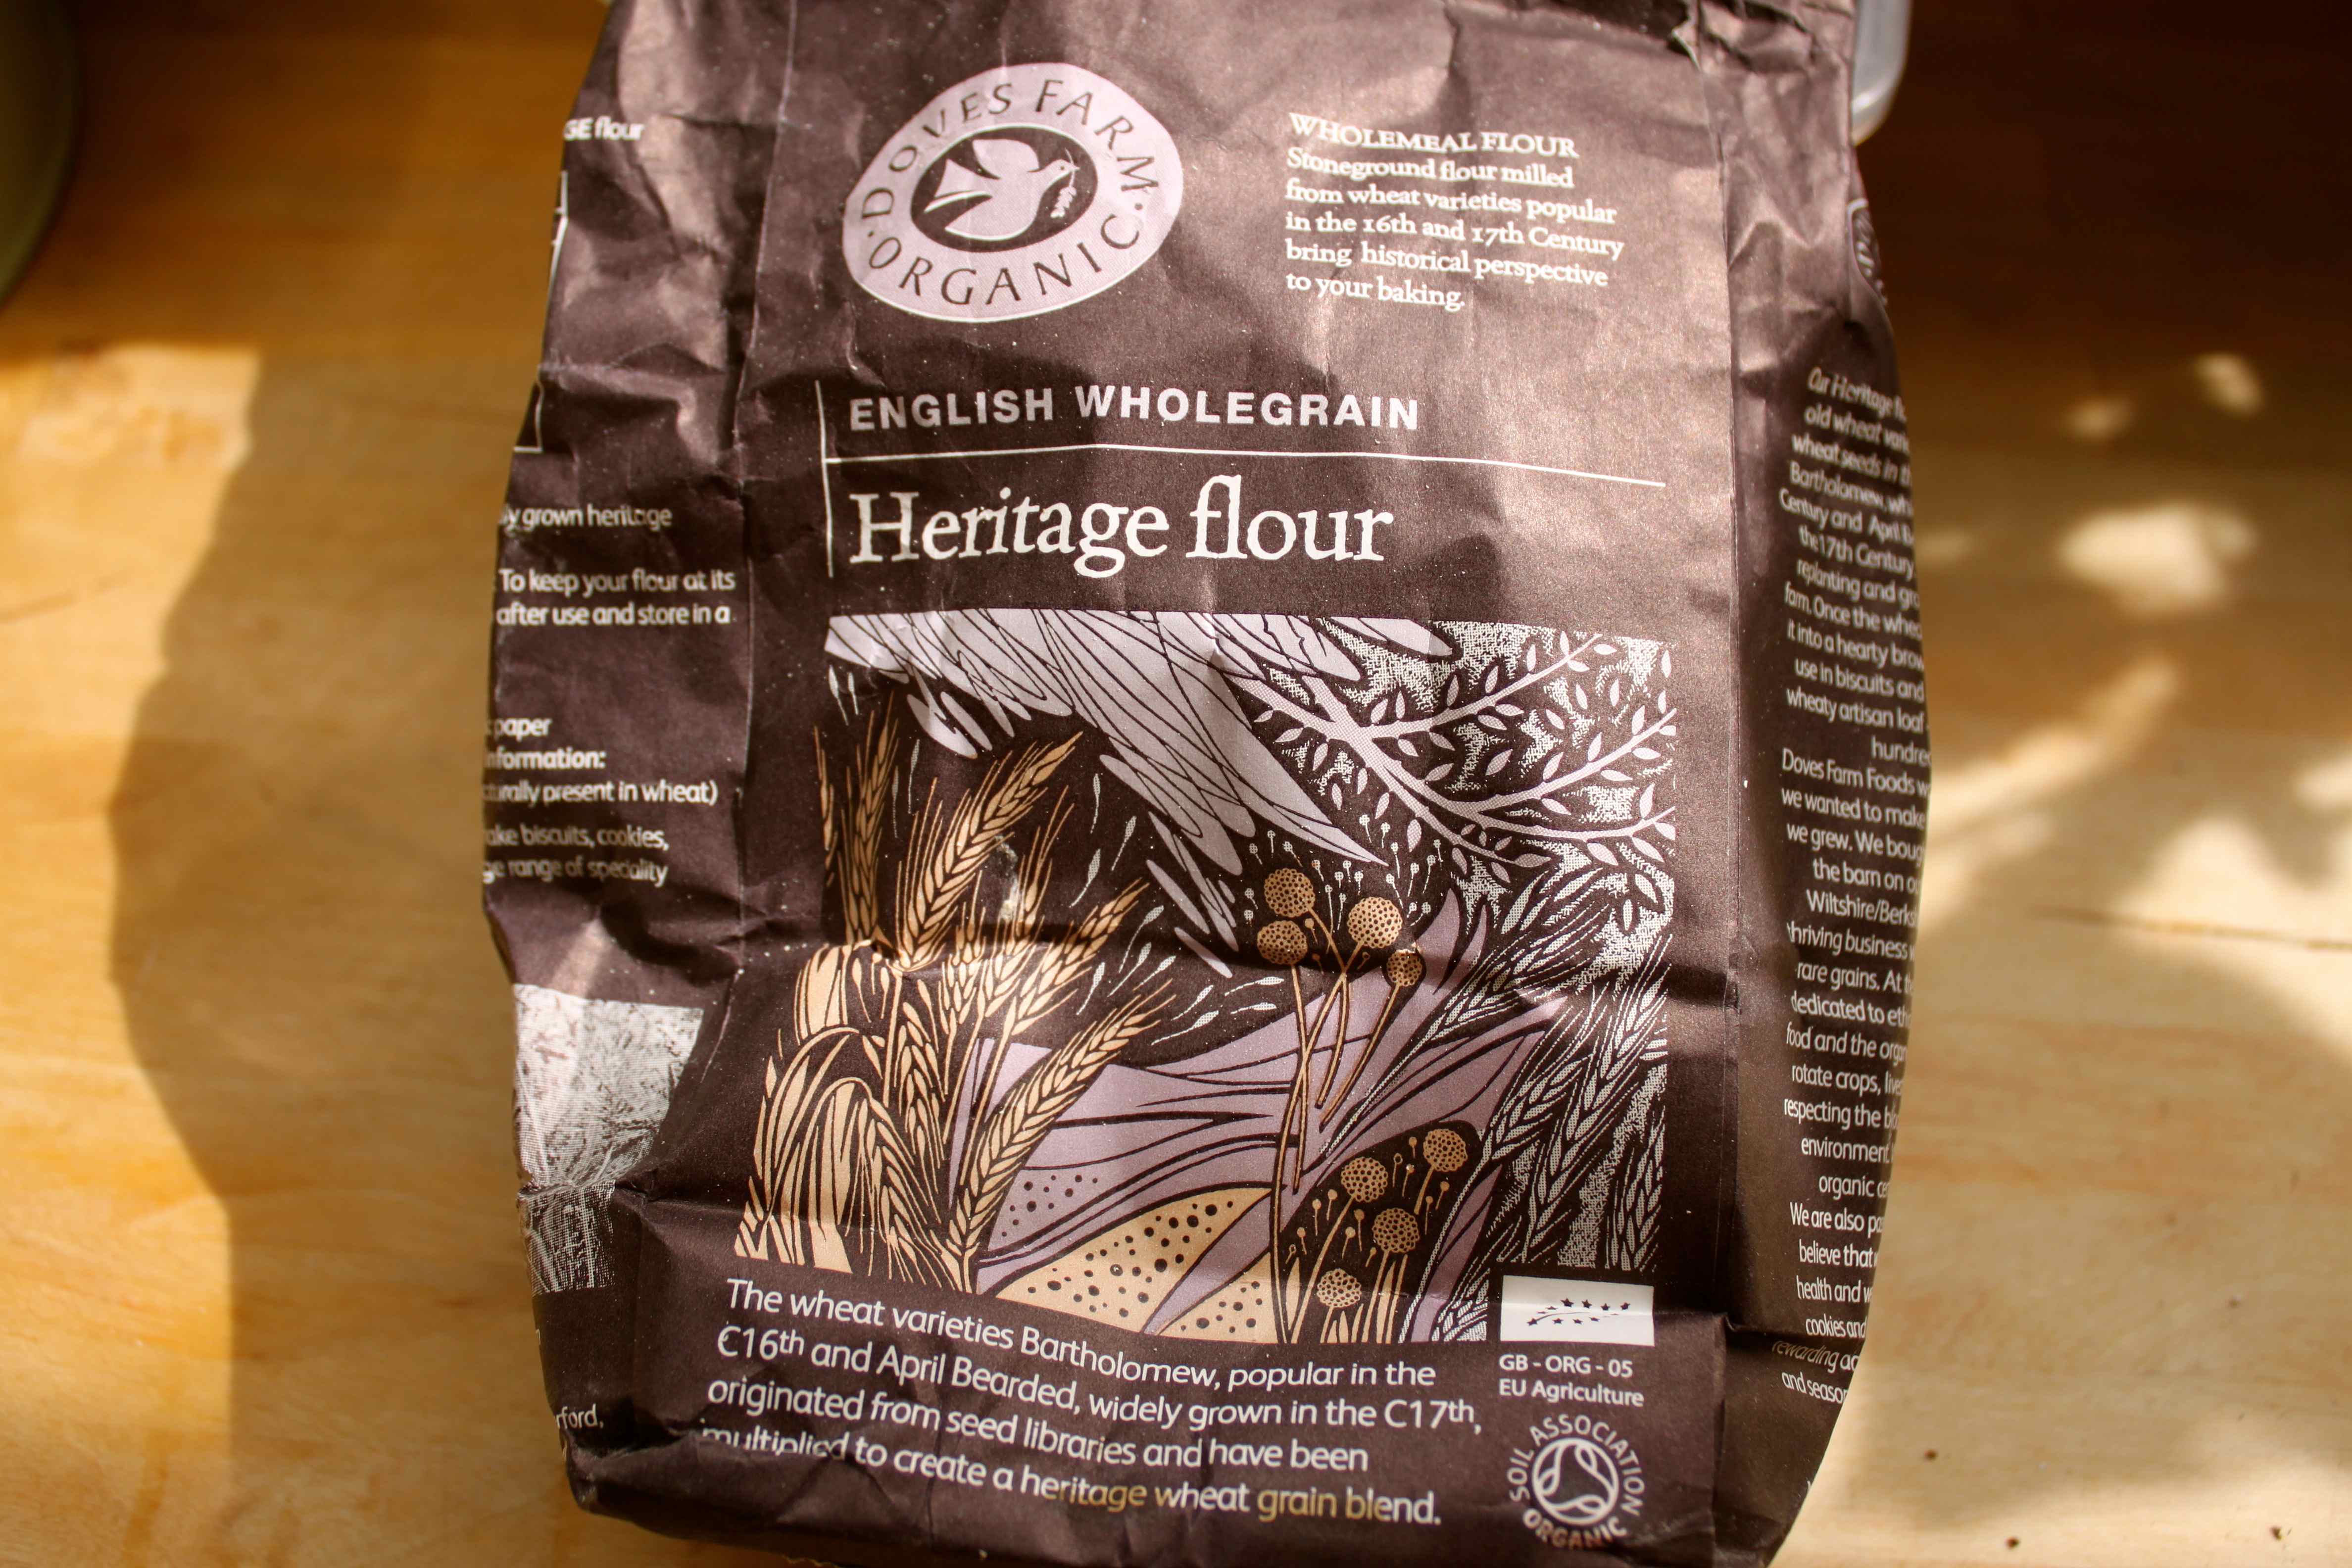 DOVES FARM
ORGANIC
WHOLEMEAL FLOUR
Stoneground flour milled
from wheat varieties popular
in the 16th and 17th Century
bring historical perspective
to your baking.
ENGLISH WHOLEGRAIN
Heritage flour
The wheat varieties Bartholomew, popular in the
C16th and April Bearded, widely grown in the C17th,
originated from seed libraries and have been
multiplied to create a heritage wheat grain blend.
GB - ORG - 05
EU Agriculture
SOIL ASSOCIATION
ORGANIC
flour
grown heritage
To keep your flour at its
after use and store in a
paper
present in wheat)
biscuits, cookies,
range of speciality
Our Heritage
old wheat
wheat seeds in
Bartholomew,
Century and April
the 17th Century
replanting and
farm. Once the
it into a hearty
use in biscuits and
wheaty artisan loaf
Doves Farm Foods
we wanted to make
we grew. We
the barn on
thriving business
rare grains. At
dedicated to
food and the
rotate crops,
respecting the
environment
organic
We are also
believe that
health and
cookies and
rewarding
and